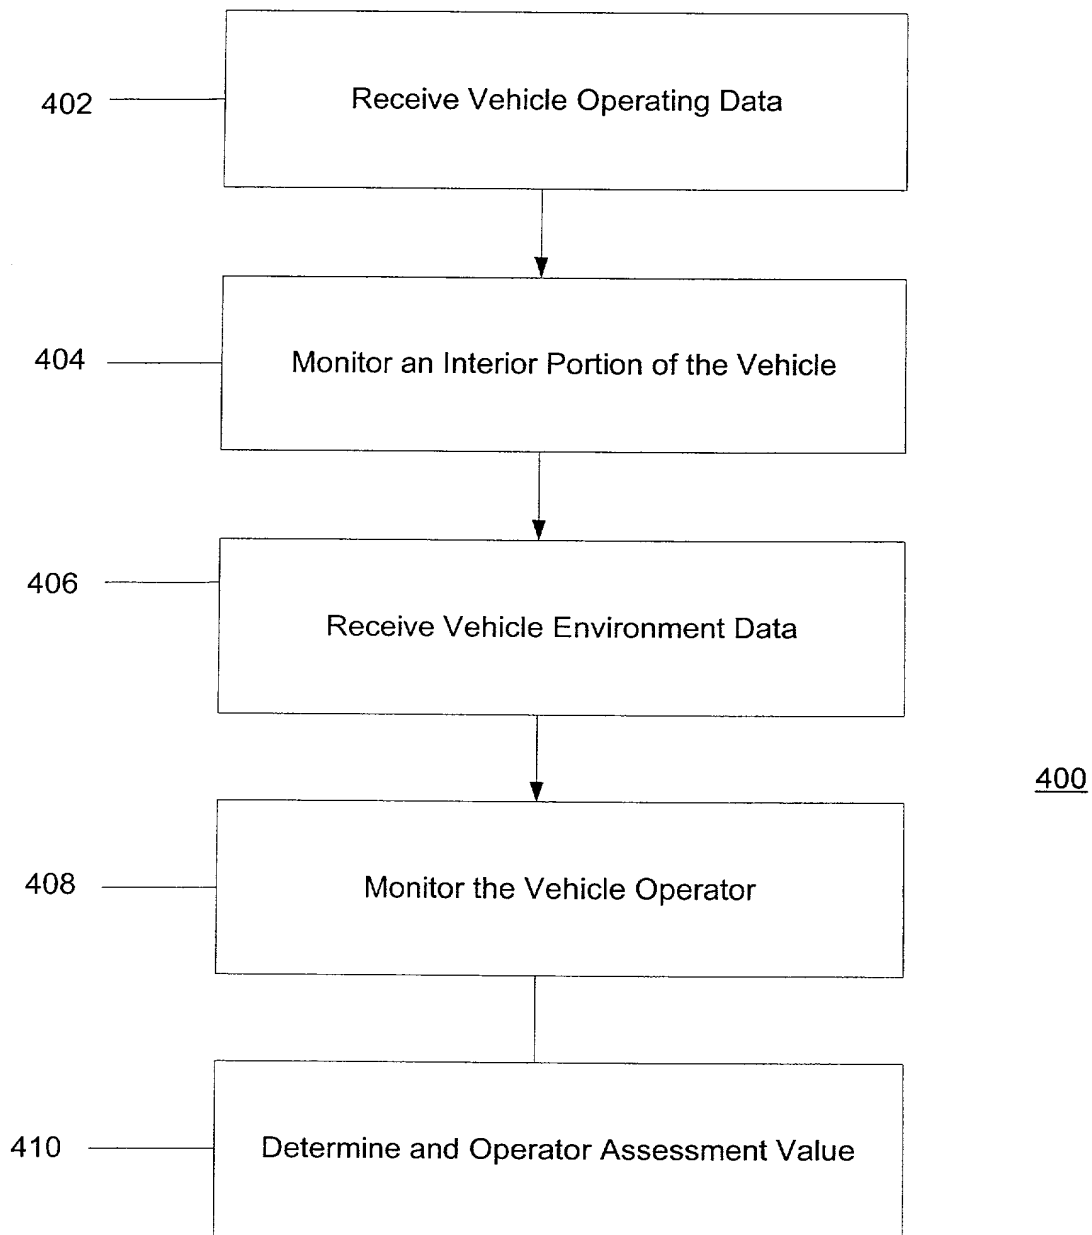 402
Receive Vehicle Operating Data
404
Monitor an Interior Portion of the Vehicle
406
Receive Vehicle Environment Data
400
408
Monitor the Vehicle Operator
410
Determine and Operator Assessment Value